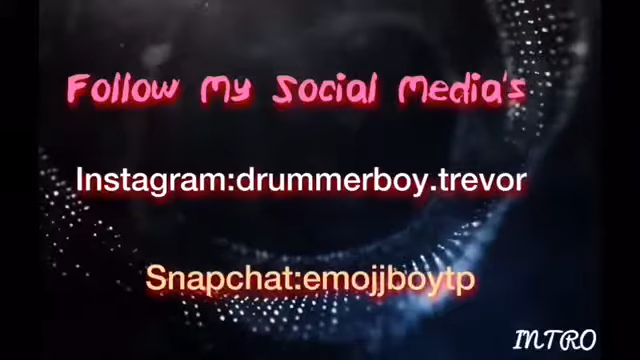 Follow My Social Media's
Instagram:drummerboy.trevor
Snapchat:emojjboytp
INTRO